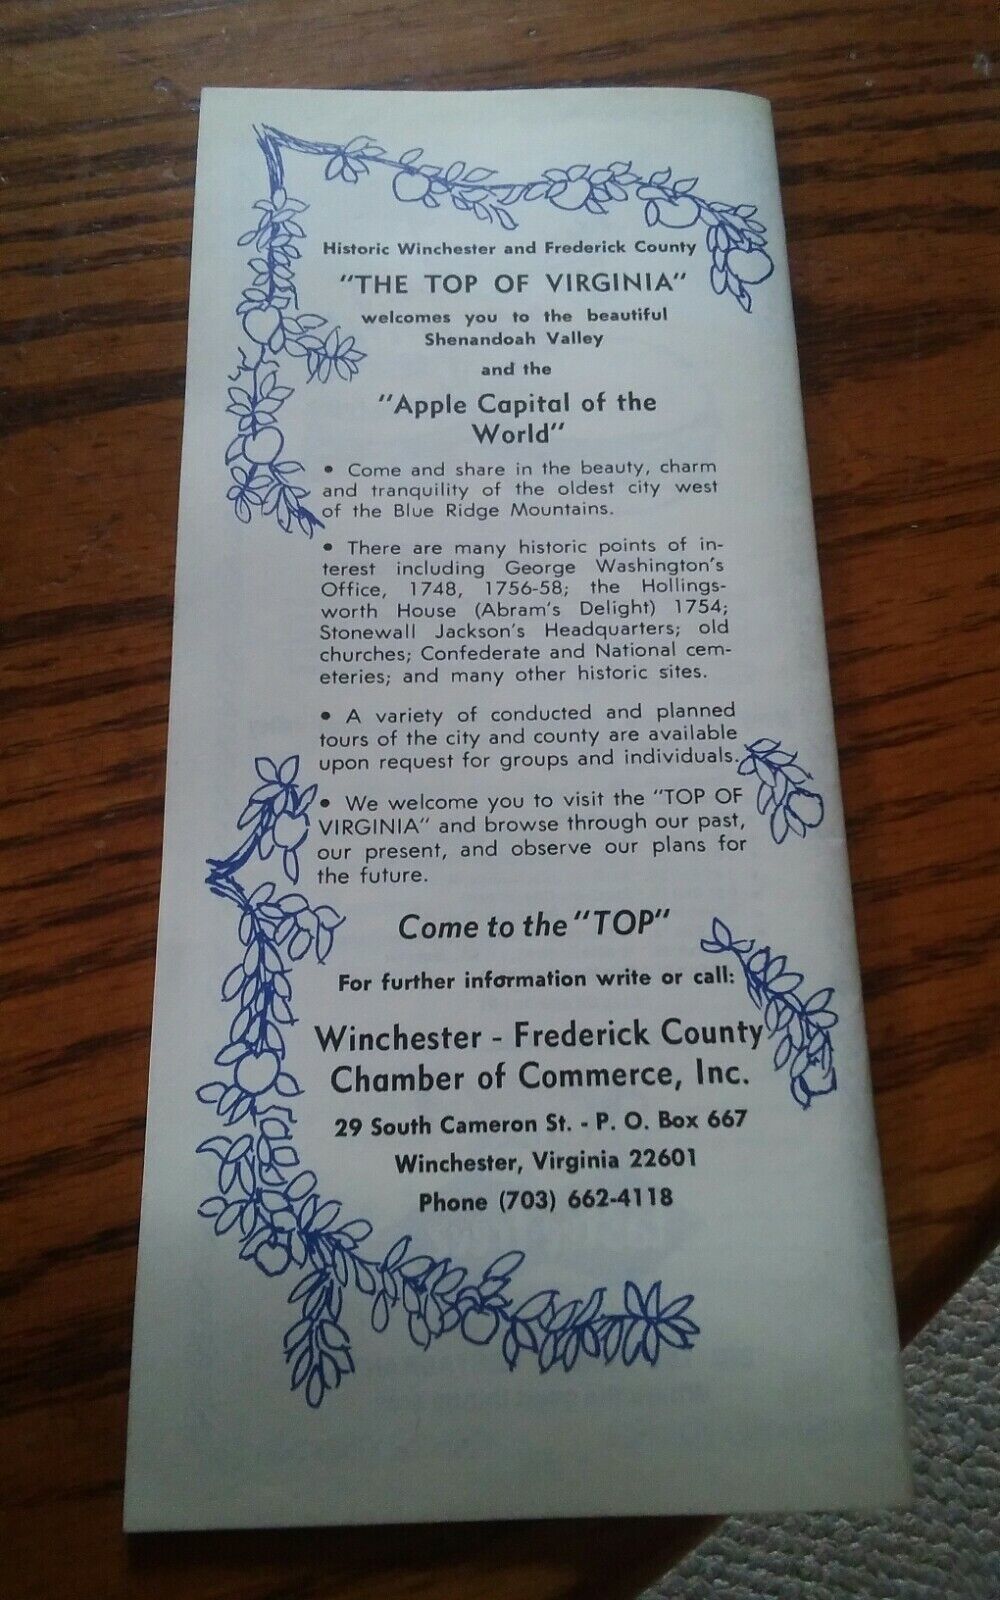 Historic Winchester and Frederick County
"THE TOP OF VIRGINIA"
welcomes you to the beautiful
Shenandoah Valley
and the
"Apple Capital of the
World"
• Come and share in the beauty, charm
and tranquility of the oldest city west
of the Blue Ridge Mountains.
• There are many historic points of in-
terest including George Washington's
Office, 1748, 1756-58; the Hollings-
worth House (Abram's Delight) 1754;
Stonewall Jackson's Headquarters; old
churches; Confederate and National cem-
eteries; and many other historic sites.
• A variety of conducted and planned
tours of the city and county are available
upon request for groups and individuals.
• We welcome you to visit the "TOP OF
VIRGINIA" and browse through our past,
our present, and observe our plans for
the future.
Come to the "TOP"
For further information write or call:
Winchester - Frederick County
Chamber of Commerce, Inc.
29 South Cameron St. - P. O. Box 667
Winchester, Virginia 22601
Phone (703) 662-4118